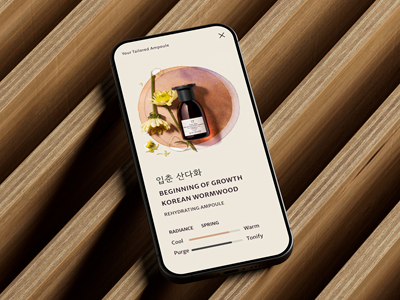 Your Tailored Ampoule
입춘 산다화
BEGINNING OF GROWTH
KOREAN WORMWOOD
REHYDRATING AMPOULE
RADIANCE SPRING
Cool Warm
Purge Tonify